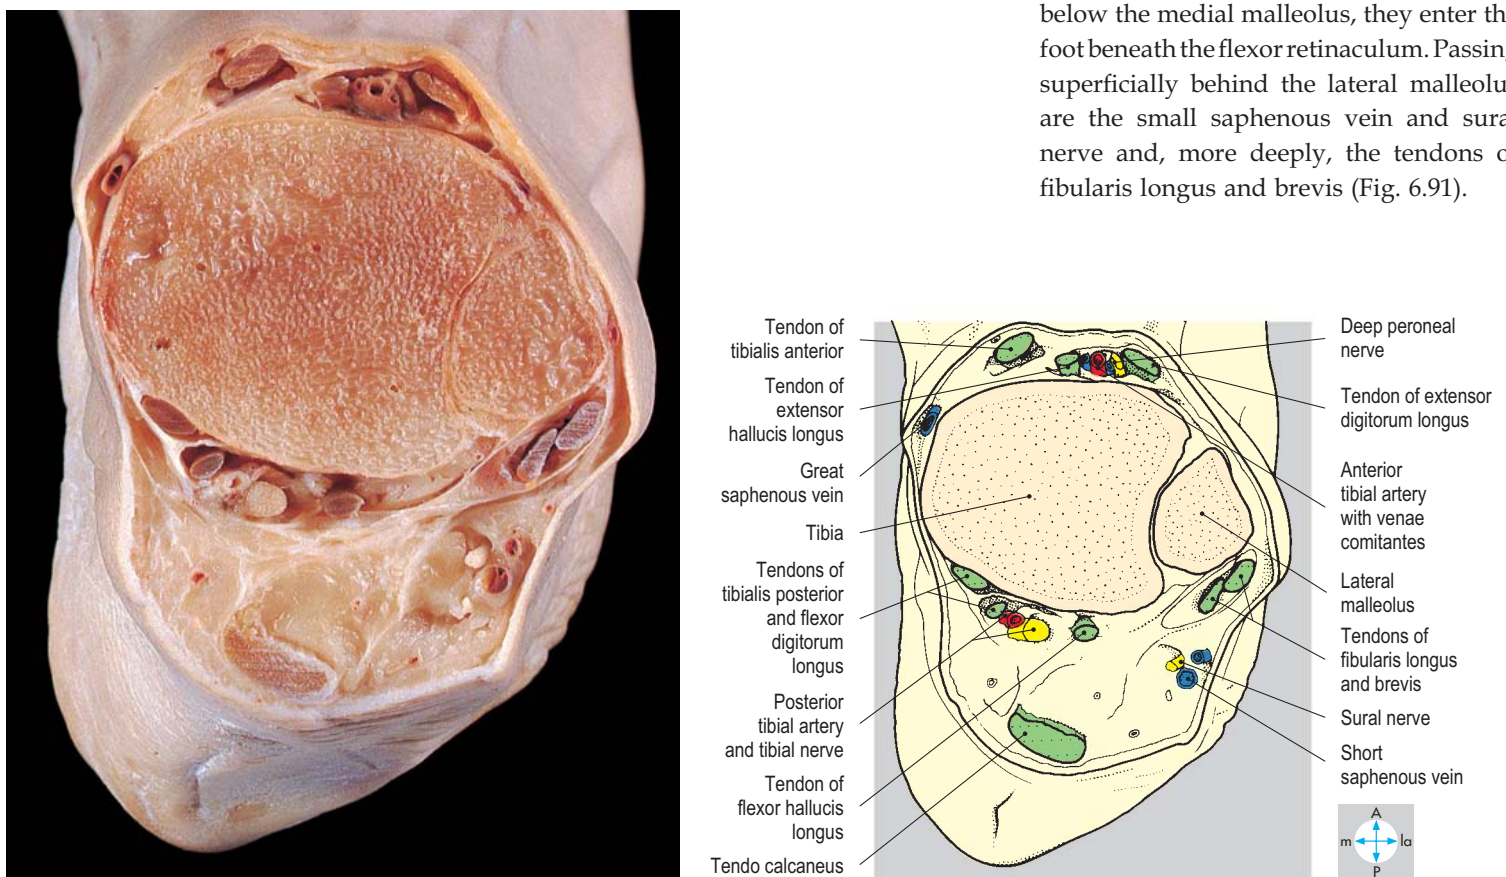 below the medial malleolus, they enter
foot beneath the flexor retinaculum. Passing
superficially behind the lateral
are the small saphenous vein and
nerve and, more deeply, the tendons
fibularis longus and brevis (Fig. 6.91).
Tendon of
tibialis anterior
Tendon of
extensor
hallucis longus
Great
saphenous vein
Tibia
Tendons of
tibialis posterior
and flexor
digitorum
longus
Posterior
tibial artery
and tibial nerve
Tendon of
flexor hallucis
longus
Tendo calcaneus
Deep peroneal
nerve
Tendon of extensor
digitorum longus
Anterior
tibial artery
with venae
comitantes
Lateral
malleolus
Tendons of
fibularis longus
and brevis
Sural nerve
Short
saphenous vein
A
m la
P